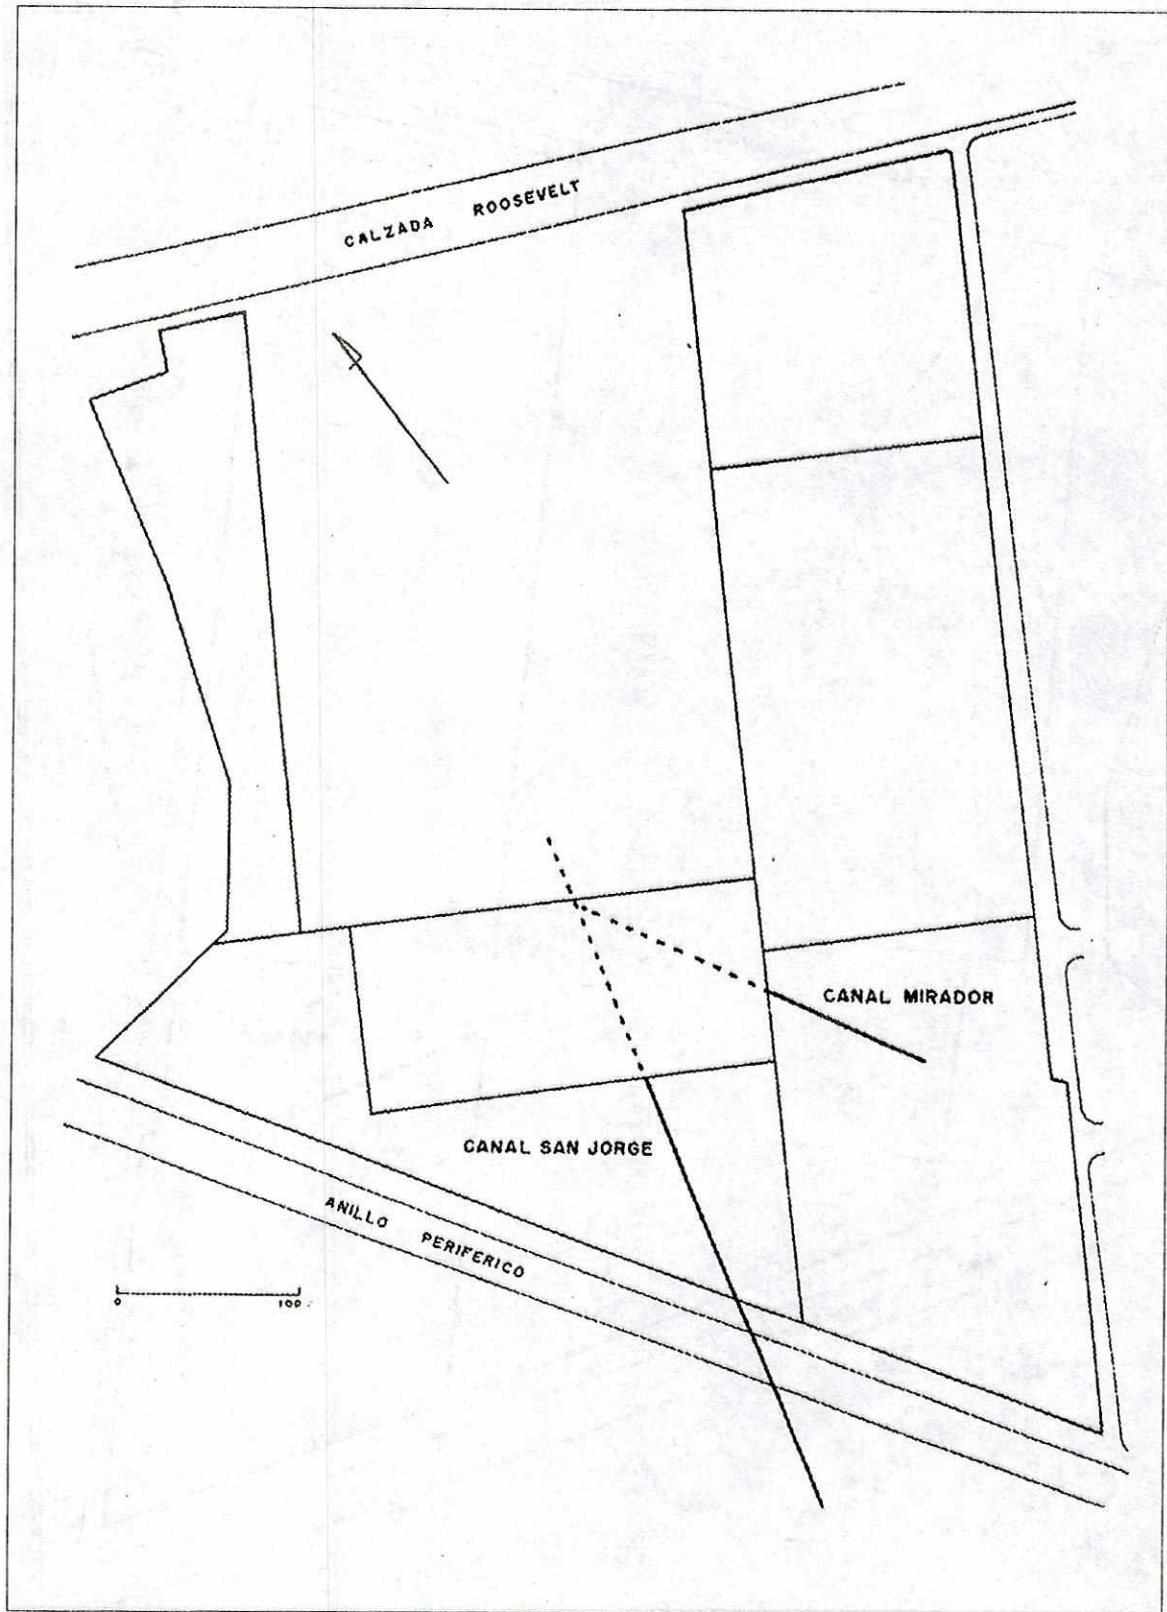 CALZADA ROOSEVELT
CANAL MIRADOR
CANAL SAN JORGE
ANILLO PERIFERICO
0 100